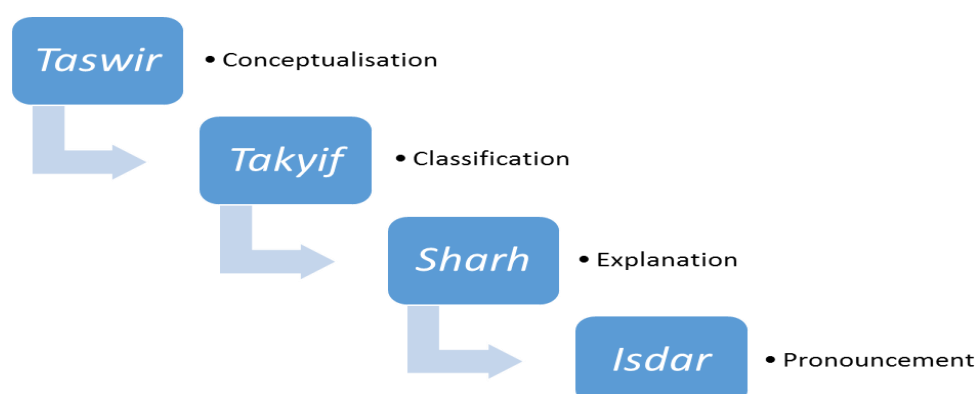 Taswir
• Conceptualisation
Takyif
• Classification
Sharh
• Explanation
Isdar
• Pronouncement